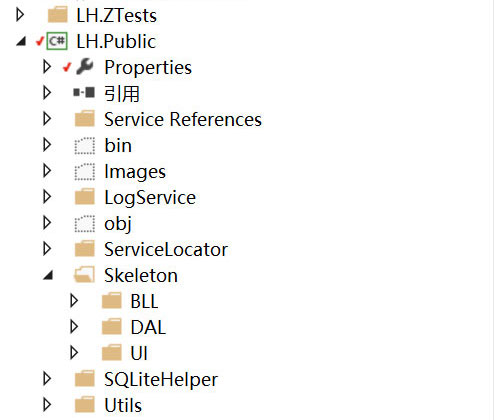 LH.ZTests
C# LH.Public
Properties
引用
Service References
bin
Images
LogService
obj
ServiceLocator
Skeleton
BLL
DAL
UI
SQLiteHelper
Utils